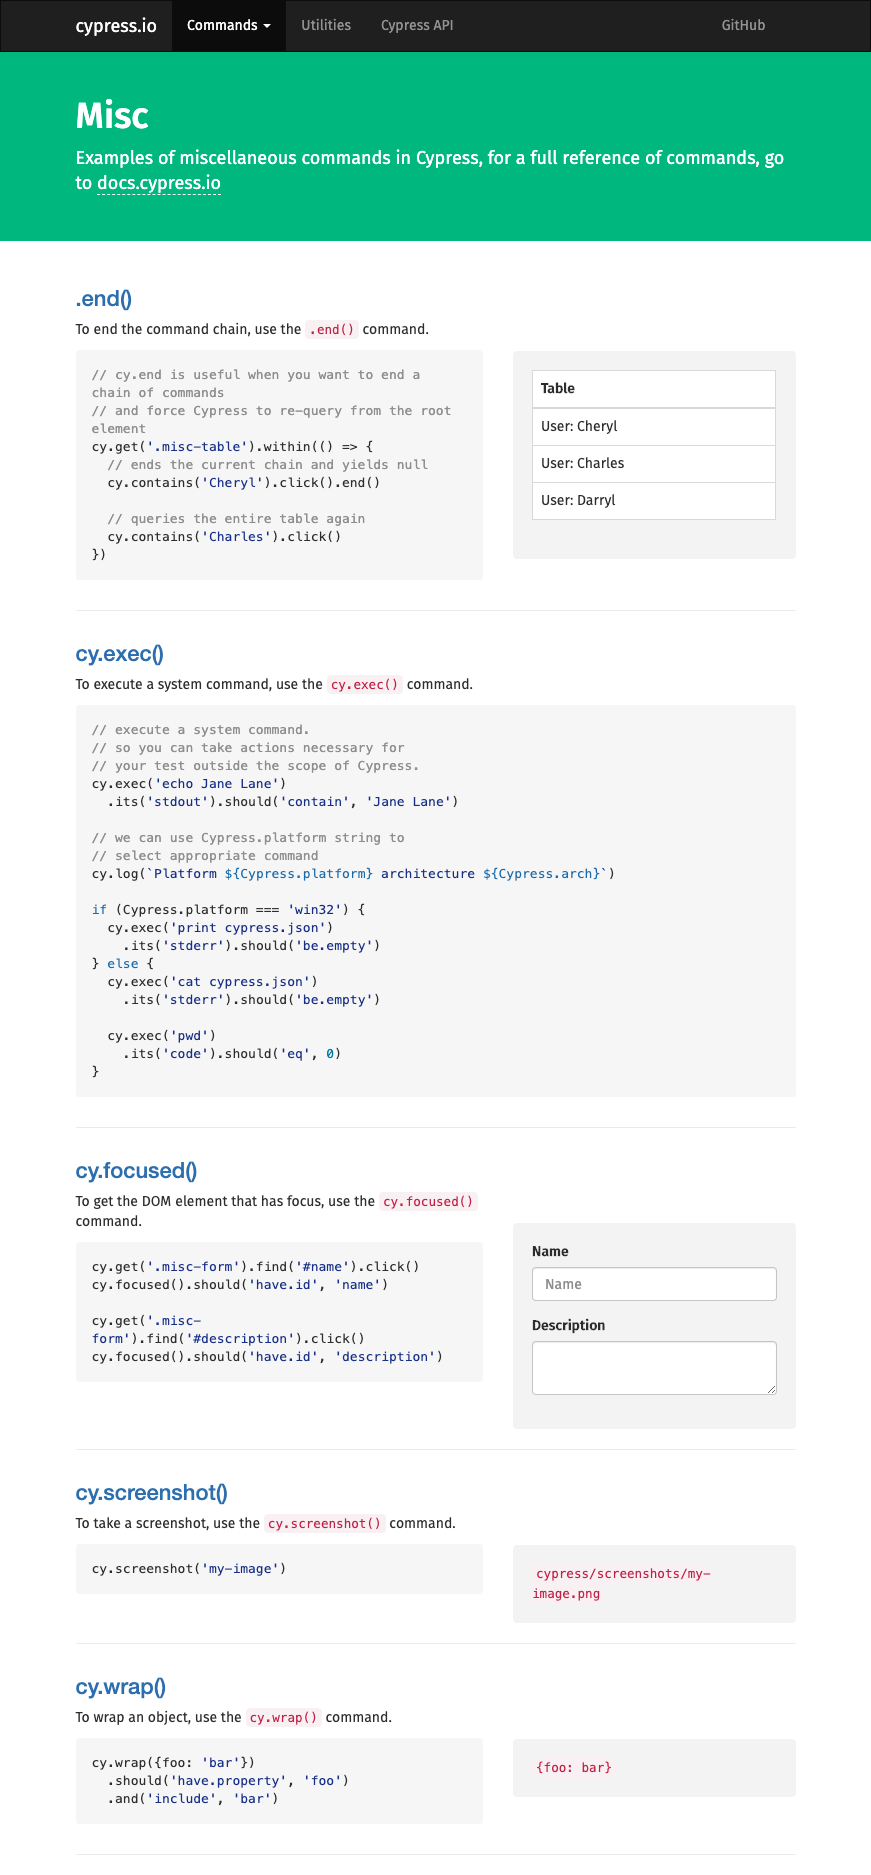 cypress.io Commands Utilities Cypress API GitHub
Misc
Examples of miscellaneous commands in Cypress, for a full reference of commands, go
to docs.cypress.io
.end()
To end the command chain, use the .end() command.
// cy.end is useful when you want to end a
chain of commands
// and force Cypress to re-query from the root
element
cy.get('.misc-table').within(() => {
  // ends the current chain and yields null
  cy.contains('Cheryl').click().end()

  // queries the entire table again
  cy.contains('Charles').click()
})
Table
User: Cheryl
User: Charles
User: Darryl
cy.exec()
To execute a system command, use the cy.exec() command.
// execute a system command.
// so you can take actions necessary for
// your test outside the scope of Cypress.
cy.exec('echo Jane Lane')
  .its('stdout').should('contain', 'Jane Lane')

// we can use Cypress.platform string to
// select appropriate command
cy.log(`Platform ${Cypress.platform} architecture ${Cypress.arch}`)

if (Cypress.platform === 'win32') {
  cy.exec('print cypress.json')
    .its('stderr').should('be.empty')
} else {
  cy.exec('cat cypress.json')
    .its('stderr').should('be.empty')

  cy.exec('pwd')
    .its('code').should('eq', 0)
}
cy.focused()
To get the DOM element that has focus, use the cy.focused()
command.
cy.get('.misc-form').find('#name').click()
cy.focused().should('have.id', 'name')

cy.get('.misc-
form').find('#description').click()
cy.focused().should('have.id', 'description')
Name
Name
Description
cy.screenshot()
To take a screenshot, use the cy.screenshot() command.
cy.screenshot('my-image')
cypress/screenshots/my-
image.png
cy.wrap()
To wrap an object, use the cy.wrap() command.
cy.wrap({foo: 'bar'})
  .should('have.property', 'foo')
  .and('include', 'bar')
{foo: bar}